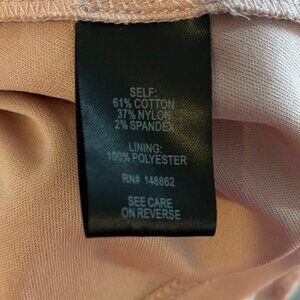 SELF:
61% COTTON
37% NYLON
2% SPANDEX
LINING:
100% POLYESTER
RN# 148862
SEE CARE
ON REVERSE